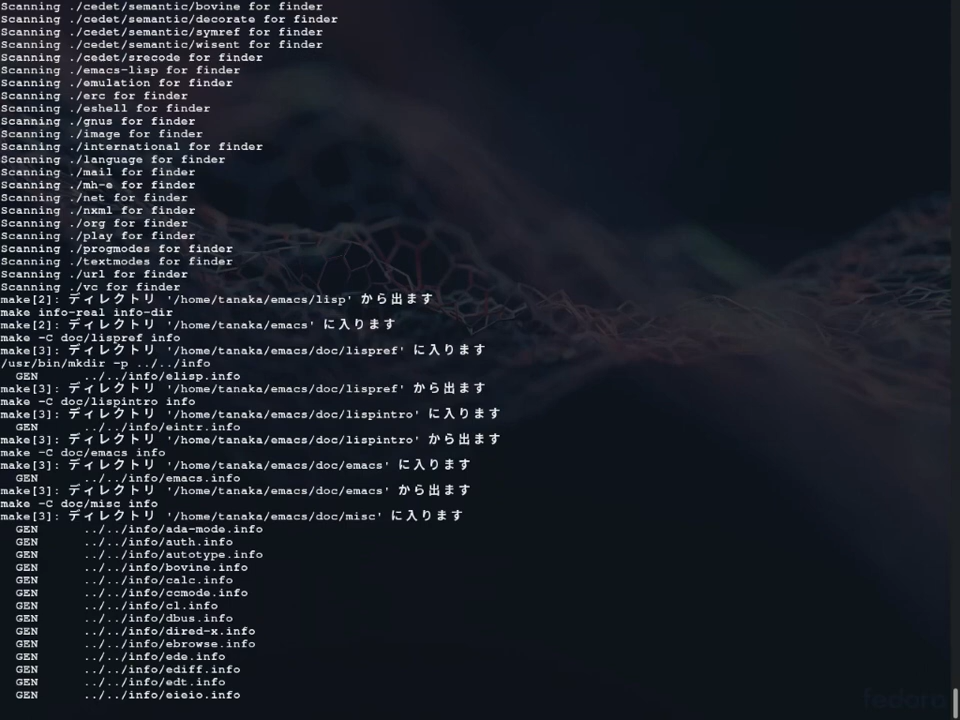 Scanning ./cedet/semantic/bovine for finder
Scanning ./cedet/semantic/decorate for finder
Scanning ./cedet/semantic/symref for finder
Scanning ./cedet/semantic/wisent for finder
Scanning ./cedet/srecode for finder
Scanning ./emacs-lisp for finder
Scanning ./emulation for finder
Scanning ./erc for finder
Scanning ./eshell for finder
Scanning ./gnus for finder
Scanning ./image for finder
Scanning ./international for finder
Scanning ./language for finder
Scanning ./mail for finder
Scanning ./mh-e for finder
Scanning ./net for finder
Scanning ./nxml for finder
Scanning ./org for finder
Scanning ./play for finder
Scanning ./progmodes for finder
Scanning ./textmodes for finder
Scanning ./url for finder
Scanning ./vc for finder
make[2]: ディレクトリ '/home/tanaka/emacs/lisp' から出ます
make info-real info-dir
make[2]: ディレクトリ '/home/tanaka/emacs' に入ります
make -C doc/lispref info
make[3]: ディレクトリ '/home/tanaka/emacs/doc/lispref' に入ります
/usr/bin/mkdir -p ../../info
  GEN      ../../info/elisp.info
make[3]: ディレクトリ '/home/tanaka/emacs/doc/lispref' から出ます
make -C doc/lispintro info
make[3]: ディレクトリ '/home/tanaka/emacs/doc/lispintro' に入ります
  GEN      ../../info/eintr.info
make[3]: ディレクトリ '/home/tanaka/emacs/doc/lispintro' から出ます
make -C doc/emacs info
make[3]: ディレクトリ '/home/tanaka/emacs/doc/emacs' に入ります
  GEN      ../../info/emacs.info
make[3]: ディレクトリ '/home/tanaka/emacs/doc/emacs' から出ます
make -C doc/misc info
make[3]: ディレクトリ '/home/tanaka/emacs/doc/misc' に入ります
  GEN      ../../info/ada-mode.info
  GEN      ../../info/auth.info
  GEN      ../../info/autotype.info
  GEN      ../../info/bovine.info
  GEN      ../../info/calc.info
  GEN      ../../info/ccmode.info
  GEN      ../../info/cl.info
  GEN      ../../info/dbus.info
  GEN      ../../info/dired-x.info
  GEN      ../../info/ebrowse.info
  GEN      ../../info/ede.info
  GEN      ../../info/ediff.info
  GEN      ../../info/edt.info
  GEN      ../../info/eieio.info
fedora